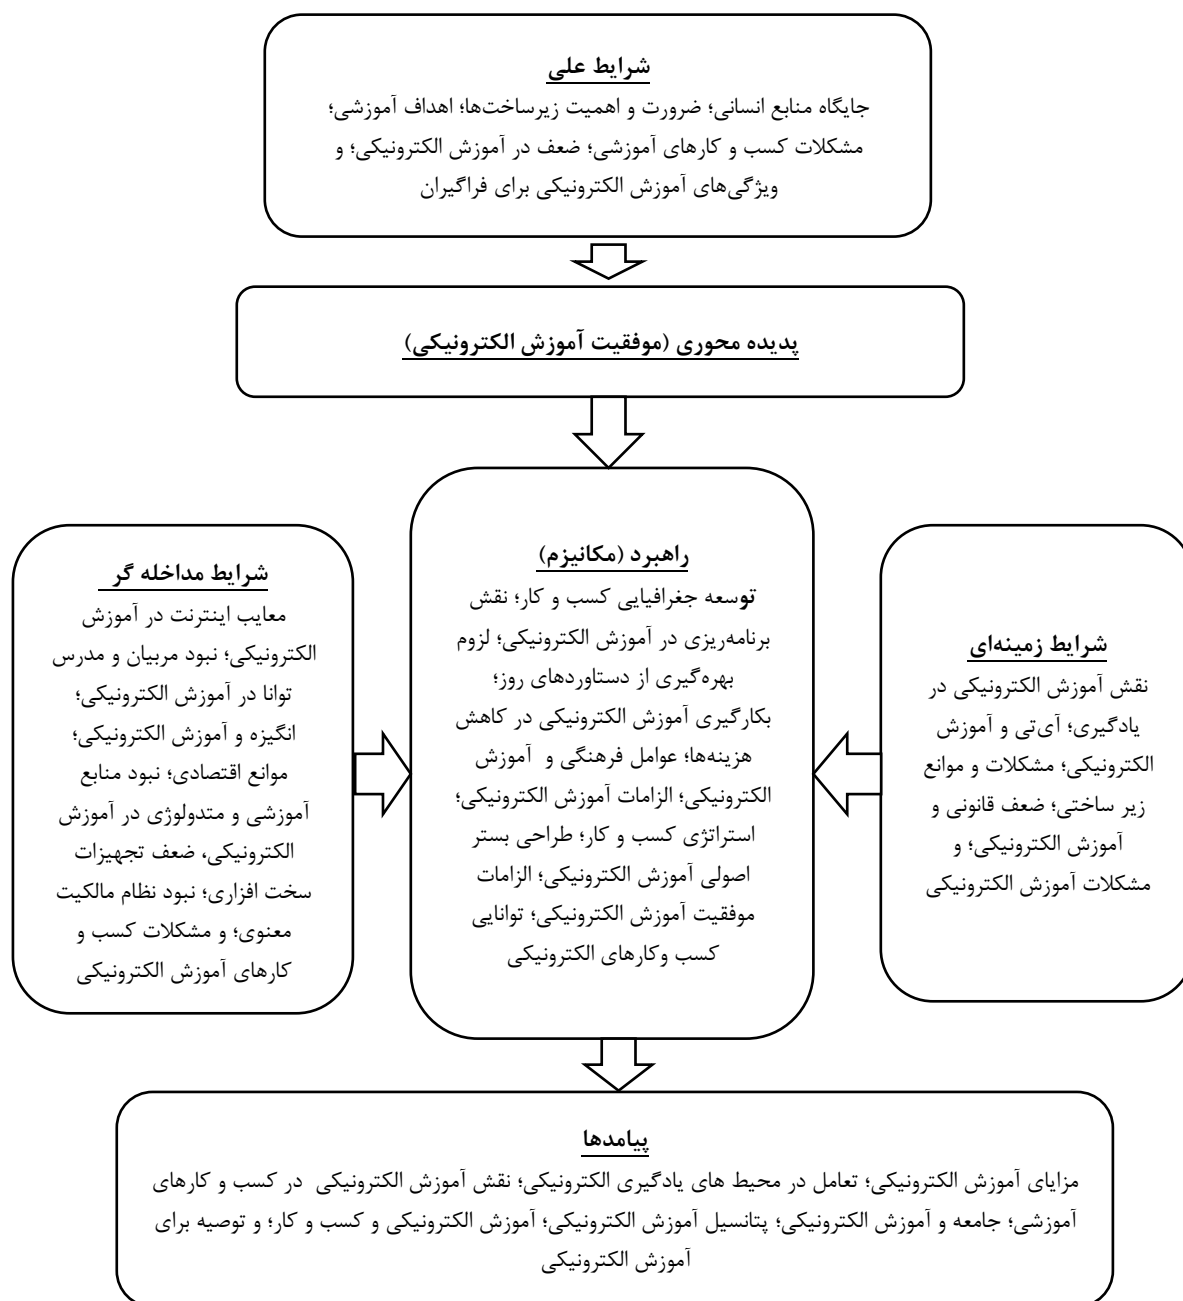 شرایط علی
جایگاه منابع انسانی؛ ضرورت و اهمیت زیرساخت‌ها؛ اهداف آموزشی؛
مشکلات کسب و کارهای آموزشی؛ ضعف در آموزش الکترونیکی؛ و
ویژگی‌های آموزش الکترونیکی برای فراگیران
پدیده محوری (موفقیت آموزش الکترونیکی)
شرایط زمینه‌ای
نقش آموزش الکترونیکی در
یادگیری؛ آی‌تی و آموزش
الکترونیکی؛ مشکلات و موانع
زیر ساختی؛ ضعف قانونی و
آموزش الکترونیکی؛ و
مشکلات آموزش الکترونیکی
راهبرد (مکانیزم)
توسعه جغرافیایی کسب و کار؛ نقش
برنامه‌ریزی در آموزش الکترونیکی؛ لزوم
بهره‌گیری از دستاوردهای روز؛
بکارگیری آموزش الکترونیکی در کاهش
هزینه‌ها؛ عوامل فرهنگی و آموزش
الکترونیکی؛ الزامات آموزش الکترونیکی؛
استراتژی کسب و کار؛ طراحی بستر
اصولی آموزش الکترونیکی؛ الزامات
موفقیت آموزش الکترونیکی؛ توانایی
کسب وکارهای الکترونیکی
شرایط مداخله گر
معایب اینترنت در آموزش
الکترونیکی؛ نبود مربیان و مدرس
توانا در آموزش الکترونیکی؛
انگیزه و آموزش الکترونیکی؛
موانع اقتصادی؛ نبود منابع
آموزشی و متدولوژی در آموزش
الکترونیکی، ضعف تجهیزات
سخت افزاری؛ نبود نظام مالکیت
معنوی؛ و مشکلات کسب و
کارهای آموزش الکترونیکی
پیامدها
مزایای آموزش الکترونیکی؛ تعامل در محیط های یادگیری الکترونیکی؛ نقش آموزش الکترونیکی در کسب و کارهای
آموزشی؛ جامعه و آموزش الکترونیکی؛ پتانسیل آموزش الکترونیکی؛ آموزش الکترونیکی و کسب و کار؛ و توصیه برای
آموزش الکترونیکی